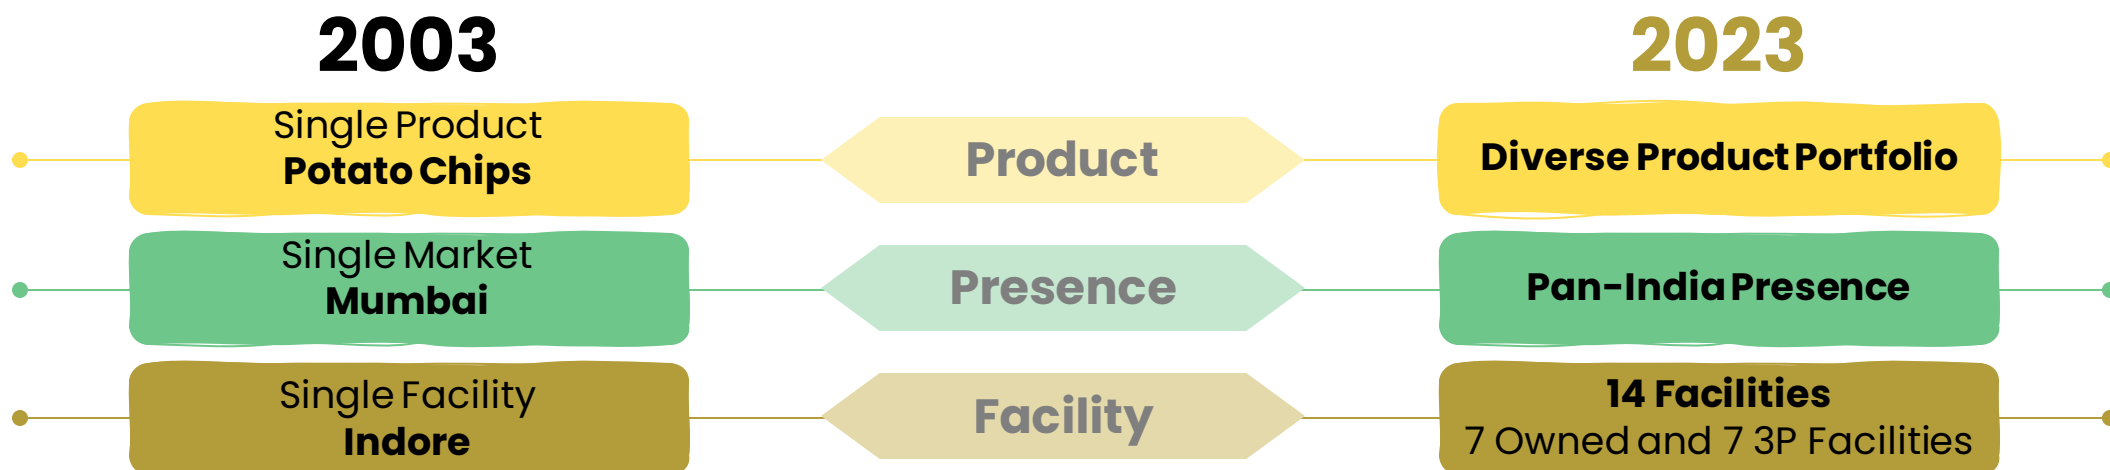 2003
2023
Single Product
Potato Chips
Product
Diverse Product Portfolio
Single Market
Mumbai
Presence
Pan-India Presence
Single Facility
Indore
Facility
14 Facilities
7 Owned and 7 3P Facilities